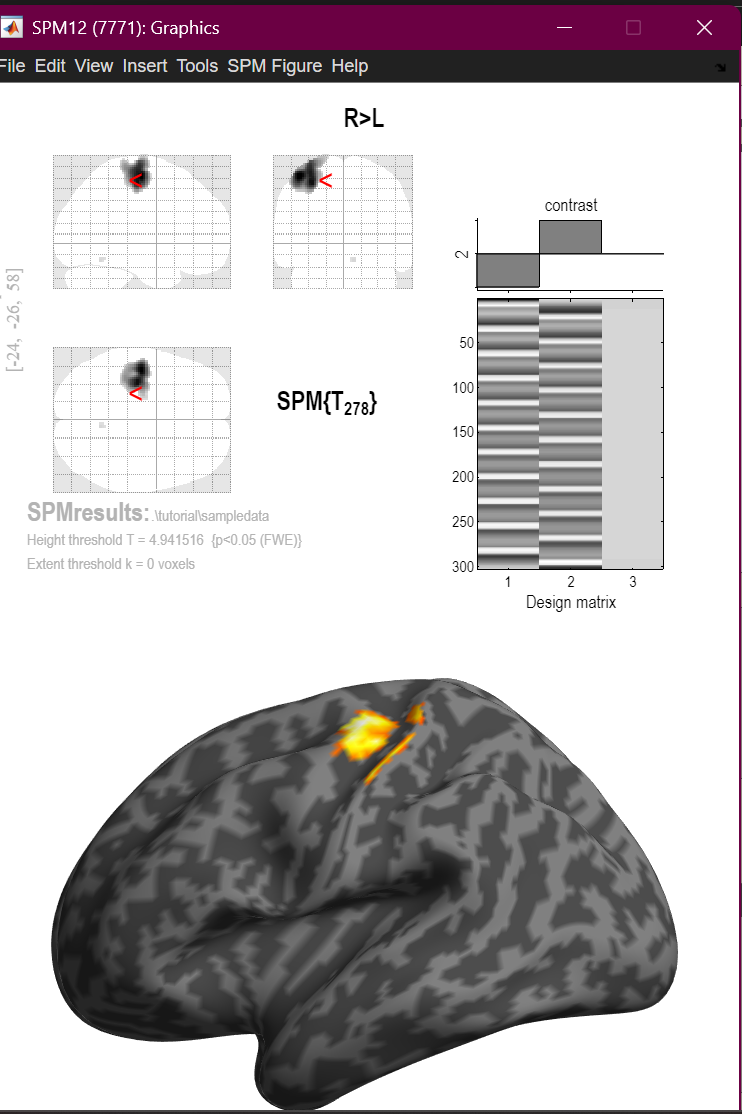 SPM12 (7771): Graphics
File Edit View Insert Tools SPM Figure Help
R>L
<
<
[-24, -26, 58]
<
SPM{T278}
contrast
2
50
100
150
200
250
300
1 2 3
Design matrix
SPMresults: .\tutorial\sampledata
Height threshold T = 4.941516 {p<0.05 (FWE)}
Extent threshold k = 0 voxels